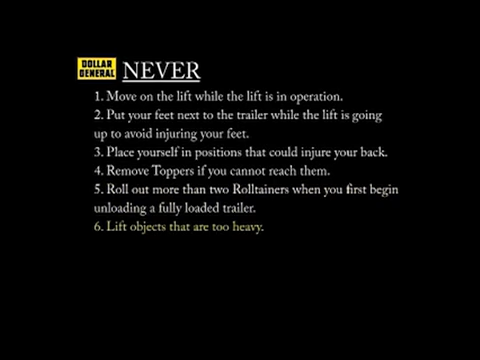 DOLLAR
GENERAL
NEVER
1. Move on the lift while the lift is in operation.
2. Put your feet next to the trailer while the lift is going
up to avoid injuring your feet.
3. Place yourself in positions that could injure your back.
4. Remove Toppers if you cannot reach them.
5. Roll out more than two Rolltainers when you first begin
unloading a fully loaded trailer.
6. Lift objects that are too heavy.